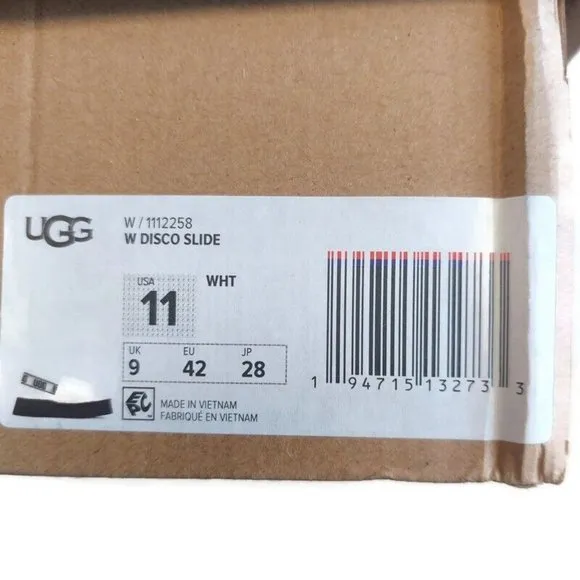 UGG
W / 1112258
W DISCO SLIDE
USA
11
WHT
UK EU JP
9 42 28
MADE IN VIETNAM
FABRIQUÉ EN VIETNAM
1 94715 13273 3
UGG